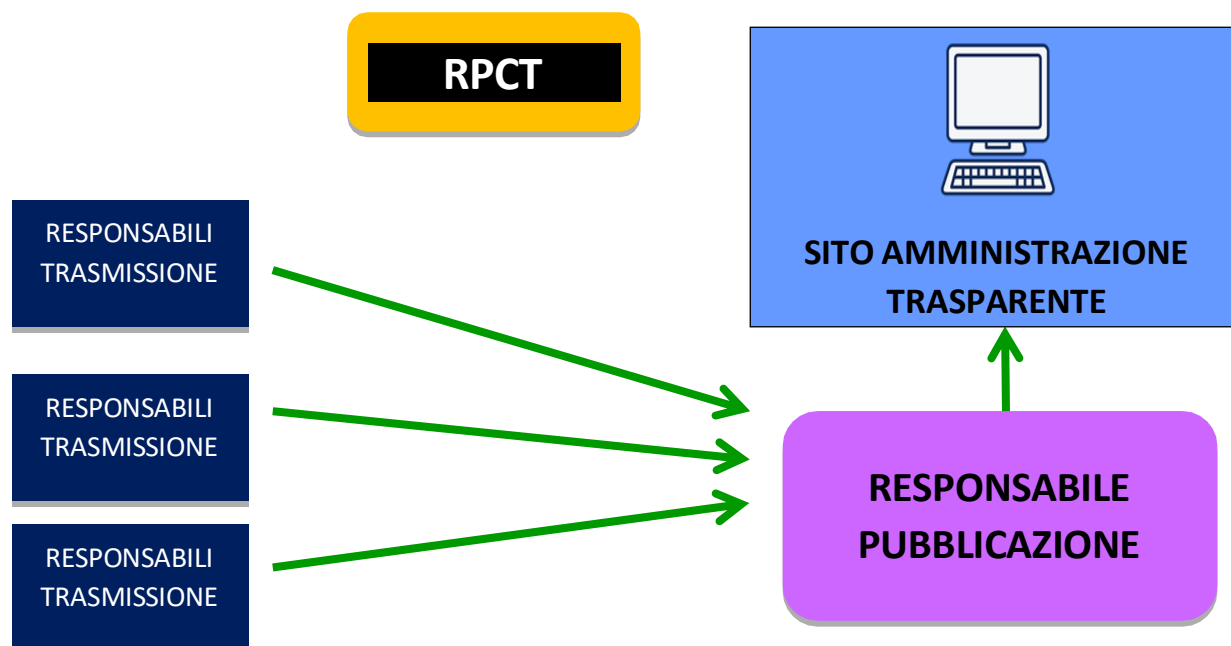 RPCT
SITO AMMINISTRAZIONE
TRASPARENTE
RESPONSABILI
TRASMISSIONE
RESPONSABILI
TRASMISSIONE
RESPONSABILI
TRASMISSIONE
RESPONSABILE
PUBBLICAZIONE